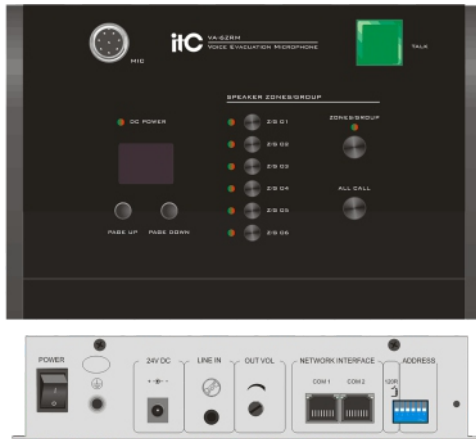 itC VA-6ZRM
VOICE EVACUATION MICROPHONE
MIC
TALK
SPEAKER ZONES/GROUP
DC POWER
Z/G 01
ZONES/GROUP
Z/G 02
Z/G 03
Z/G 04
ALL CALL
Z/G 05
PAGE UP
PAGE DOWN
Z/G 06
POWER
24V DC
LINE IN
OUT VOL
NETWORK INTERFACE
ADDRESS
COM 1
COM 2
120R